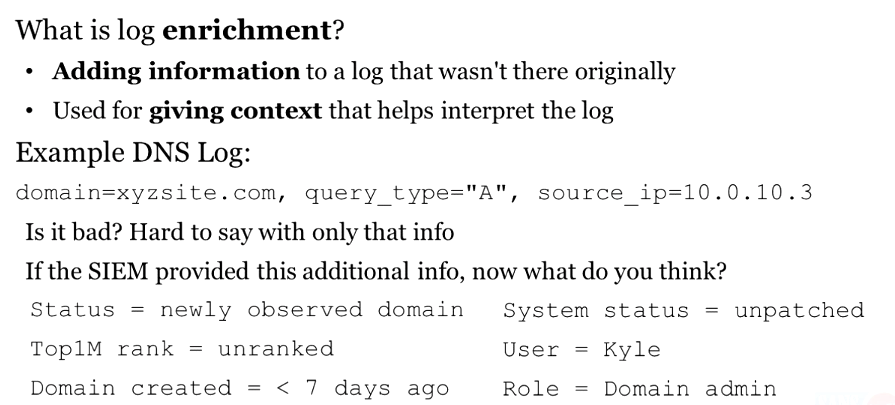 What is log enrichment?
• Adding information to a log that wasn't there originally
• Used for giving context that helps interpret the log
Example DNS Log:
domain=xyzsite.com, query_type="A", source_ip=10.0.10.3
Is it bad? Hard to say with only that info
If the SIEM provided this additional info, now what do you think?
Status = newly observed domain
Top1M rank = unranked
Domain created = < 7 days ago
System status = unpatched
User = Kyle
Role = Domain admin